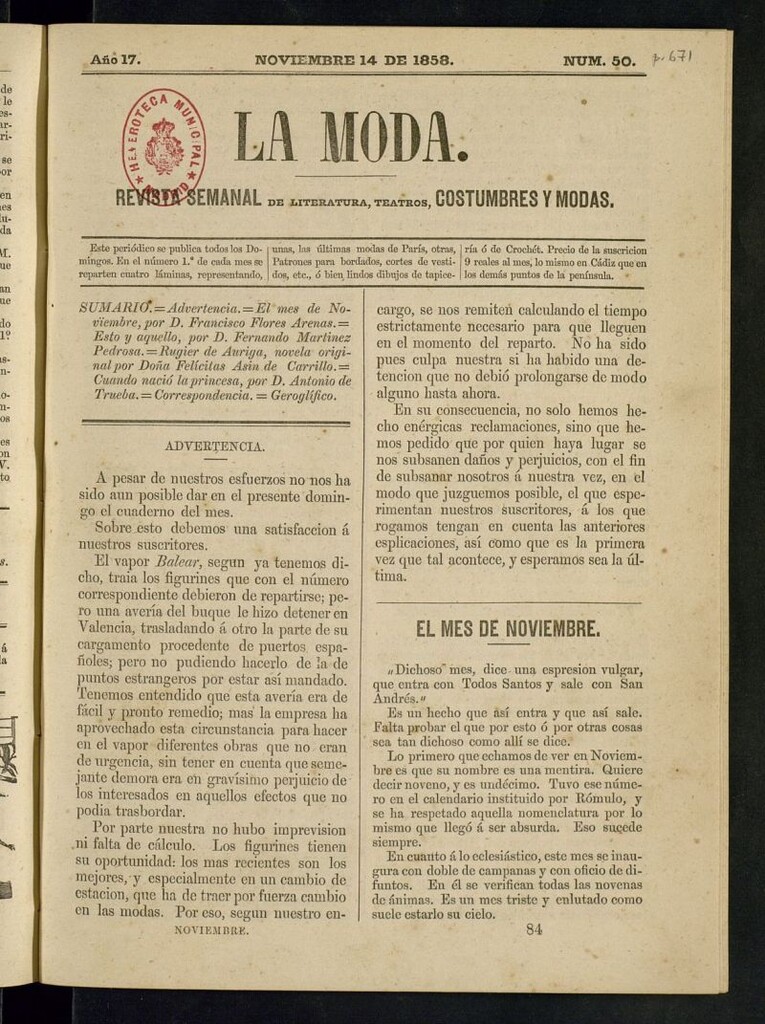 Año 17.
NOVIEMBRE 14 DE 1858.
NUM. 50.
p. 671
HEMEROTECA MUNICIPAL
MADRID
LA MODA.
REVISTA SEMANAL DE LITERATURA, TEATROS, COSTUMBRES Y MODAS.
Este periódico se publica todos los Do-
mingos. En el número 1.º de cada mes se
reparten cuatro láminas, representando,
unas, las últimas modas de París, otras,
Patrones para bordados, cortes de vesti-
dos, etc., ó bien lindos dibujos de tapice-
ría ó de Crochét. Precio de la suscricion
9 reales al mes, lo mismo en Cádiz que en
los demás puntos de la península.
SUMARIO.=Advertencia.=El mes de No-
viembre, por D. Francisco Flores Arenas.=
Esto y aquello, por D. Fernando Martinez
Pedrosa.=Rugier de Auriga, novela origi-
nal por Doña Felícitas Asin de Carrillo.=
Cuando nació la princesa, por D. Antonio de
Trueba.=Correspondencia.=Geroglífico.
ADVERTENCIA.
A pesar de nuestros esfuerzos no nos ha
sido aun posible dar en el presente domin-
go el cuaderno del mes.
Sobre esto debemos una satisfaccion á
nuestros suscritores.
El vapor Balear, segun ya tenemos di-
cho, traia los figurines que con el número
correspondiente debieron de repartirse; pe-
ro una avería del buque le hizo detener en
Valencia, trasladando á otro la parte de su
cargamento procedente de puertos espa-
ñoles; pero no pudiendo hacerlo de la de
puntos estrangeros por estar así mandado.
Tenemos entendido que esta avería era de
fácil y pronto remedio; mas la empresa ha
aprovechado esta circunstancia para hacer
en el vapor diferentes obras que no eran
de urgencia, sin tener en cuenta que seme-
jante demora era en gravísimo perjuicio de
los interesados en aquellos efectos que no
podia trasbordar.
Por parte nuestra no hubo imprevision
ni falta de cálculo. Los figurines tienen
su oportunidad: los mas recientes son los
mejores, y especialmente en un cambio de
estacion, que ha de traer por fuerza cambio
en las modas. Por eso, segun nuestro en-
NOVIEMBRE.
cargo, se nos remiten calculando el tiempo
estrictamente necesario para que lleguen
en el momento del reparto. No ha sido
pues culpa nuestra si ha habido una de-
tencion que no debió prolongarse de modo
alguno hasta ahora.
En su consecuencia, no solo hemos he-
cho enérgicas reclamaciones, sino que he-
mos pedido que por quien haya lugar se
nos subsanen daños y perjuicios, con el fin
de subsanar nosotros á nuestra vez, en el
modo que juzguemos posible, el que espe-
rimentan nuestros suscritores, á los que
rogamos tengan en cuenta las anteriores
esplicaciones, así como que es la primera
vez que tal acontece, y esperamos sea la úl-
tima.
EL MES DE NOVIEMBRE.
„Dichoso mes, dice una espresion vulgar,
que entra con Todos Santos y sale con San
Andrés."
Es un hecho que así entra y que así sale.
Falta probar el que por esto ó por otras cosas
sea tan dichoso como allí se dice.
Lo primero que echamos de ver en Noviem-
bre es que su nombre es una mentira. Quiere
decir noveno, y es undécimo. Tuvo ese núme-
ro en el calendario instituido por Rómulo, y
se ha respetado aquella nomenclatura por lo
mismo que llegó á ser absurda. Eso sucede
siempre.
En cuanto á lo eclesiástico, este mes se inau-
gura con doble de campanas y con oficio de di-
funtos. En él se verifican todas las novenas
de ánimas. Es un mes triste y enlutado como
suele estarlo su cielo.
84